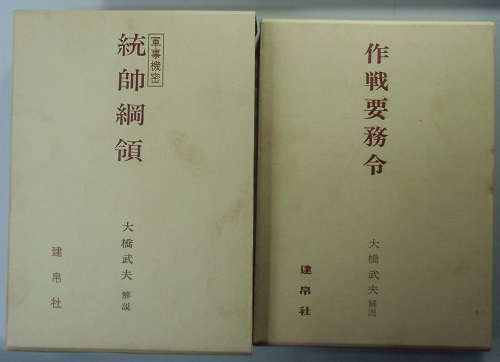 軍事機密
統帥綱領
大橋武夫 解説
建帛社
作戦要務令
大橋武夫 解説
建帛社